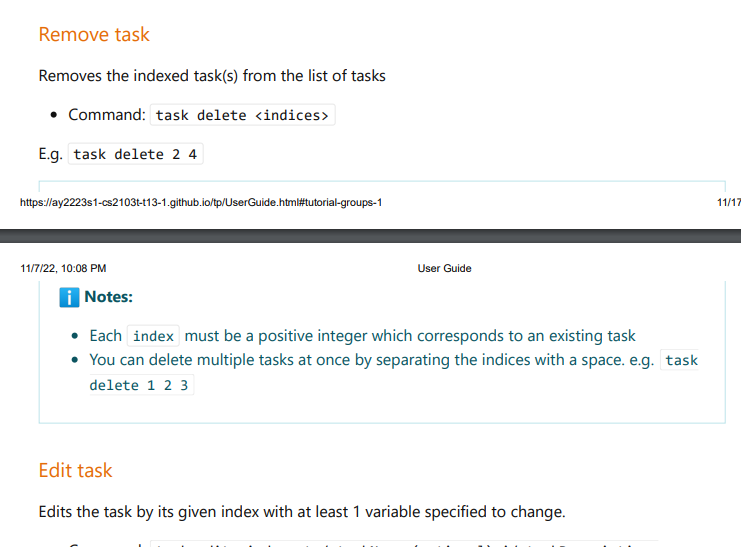 Remove task
Removes the indexed task(s) from the list of tasks
• Command: task delete <indices>
E.g. task delete 2 4
https://ay2223s1-cs2103t-t13-1.github.io/tp/UserGuide.html#tutorial-groups-1 11/17
11/7/22, 10:08 PM User Guide
i Notes:
• Each index must be a positive integer which corresponds to an existing task
• You can delete multiple tasks at once by separating the indices with a space. e.g. task
delete 1 2 3
Edit task
Edits the task by its given index with at least 1 variable specified to change.